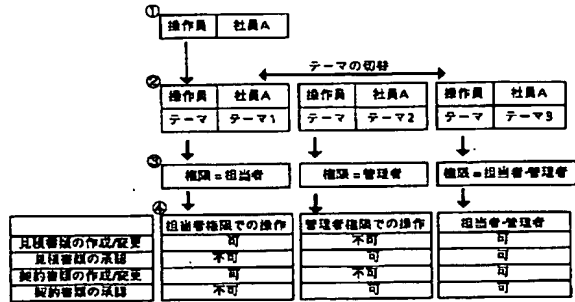 ①
操作員 社員A
テーマの切替
②
操作員 社員A 操作員 社員A 操作員 社員A
テーマ テーマ1 テーマ テーマ2 テーマ テーマ3
③
権限=担当者 権限=管理者 権限=担当者・管理者
④
担当者権限での操作 管理者権限での操作 担当者・管理者
見積書類の作成/変更 可 不可 可
見積書類の承認 不可 可 可
契約書類の作成/変更 可 不可 可
契約書類の承認 不可 可 可